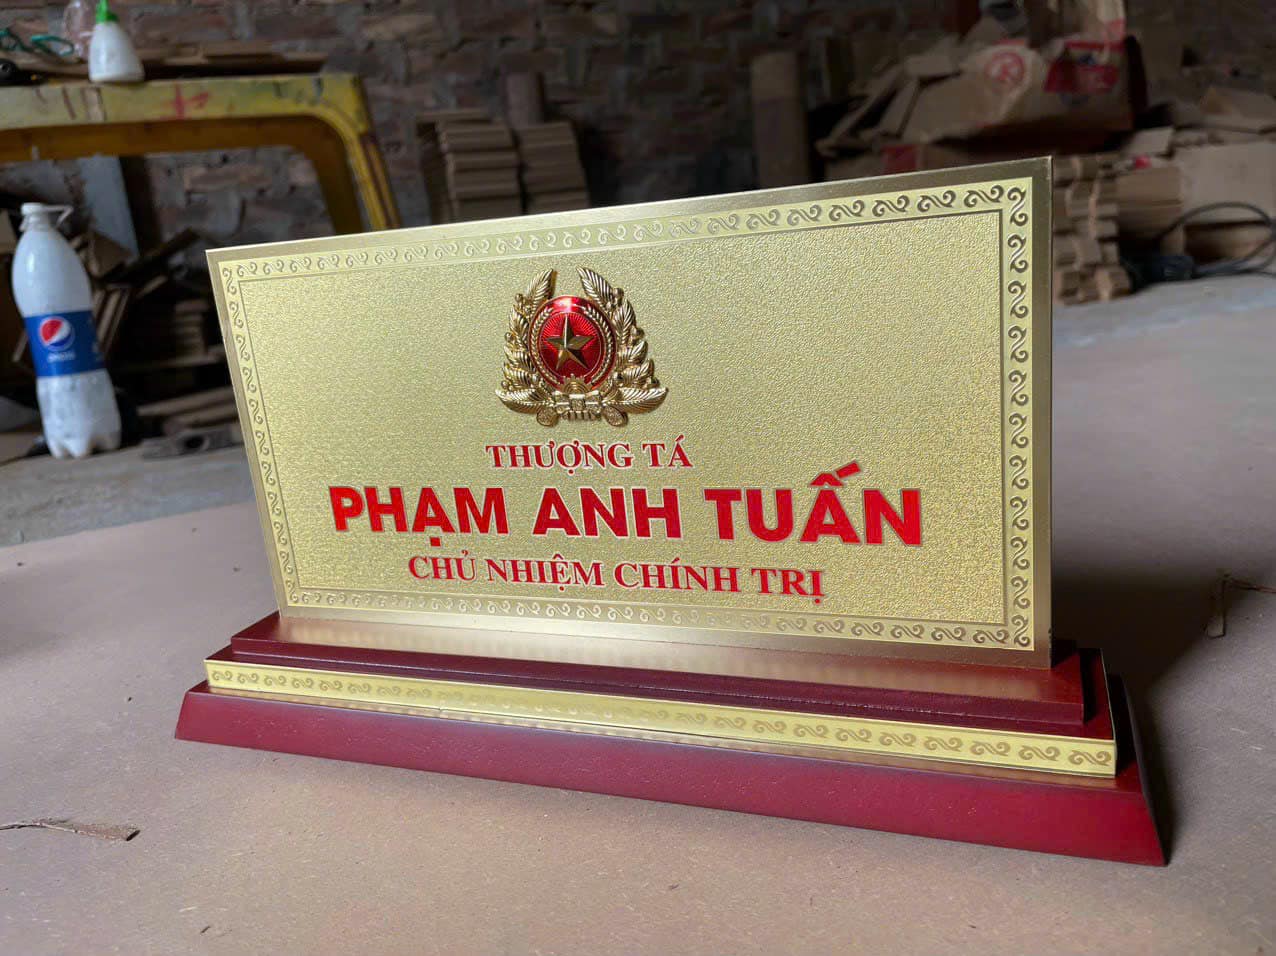 THƯỢNG TÁ
PHẠM ANH TUẤN
CHỦ NHIỆM CHÍNH TRỊ